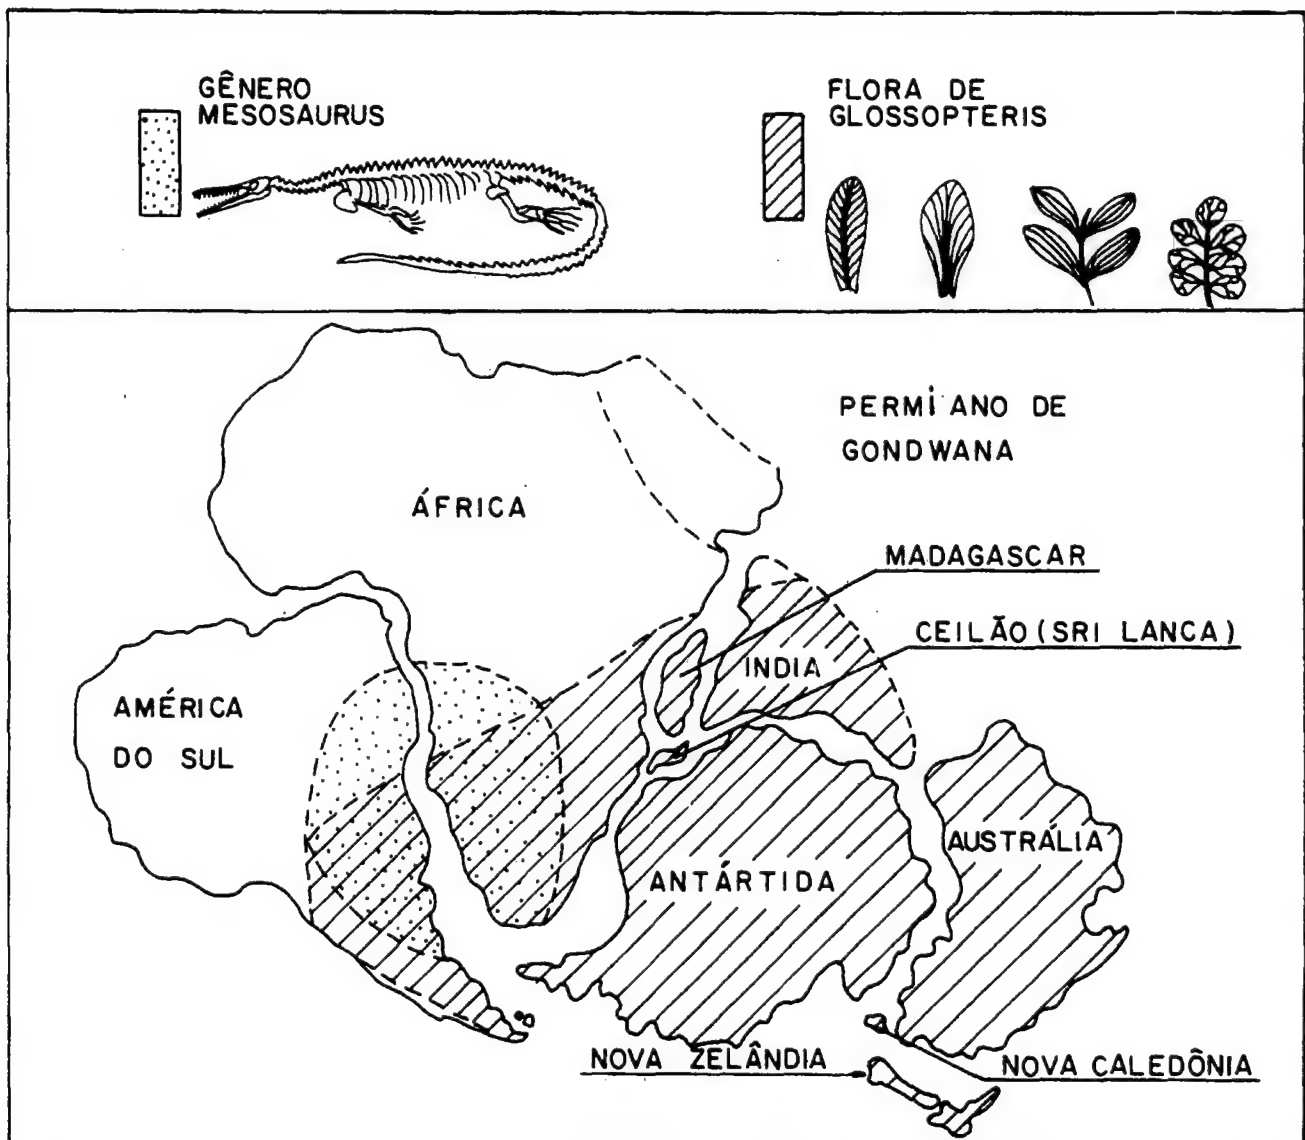 GÊNERO
MESOSAURUS
FLORA DE
GLOSSOPTERIS
PERMIANO DE
GONDWANA
ÁFRICA
MADAGASCAR
CEILÃO (SRI LANCA)
ÍNDIA
AMÉRICA
DO SUL
AUSTRÁLIA
ANTÁRTIDA
NOVA ZELÂNDIA
NOVA CALEDÔNIA